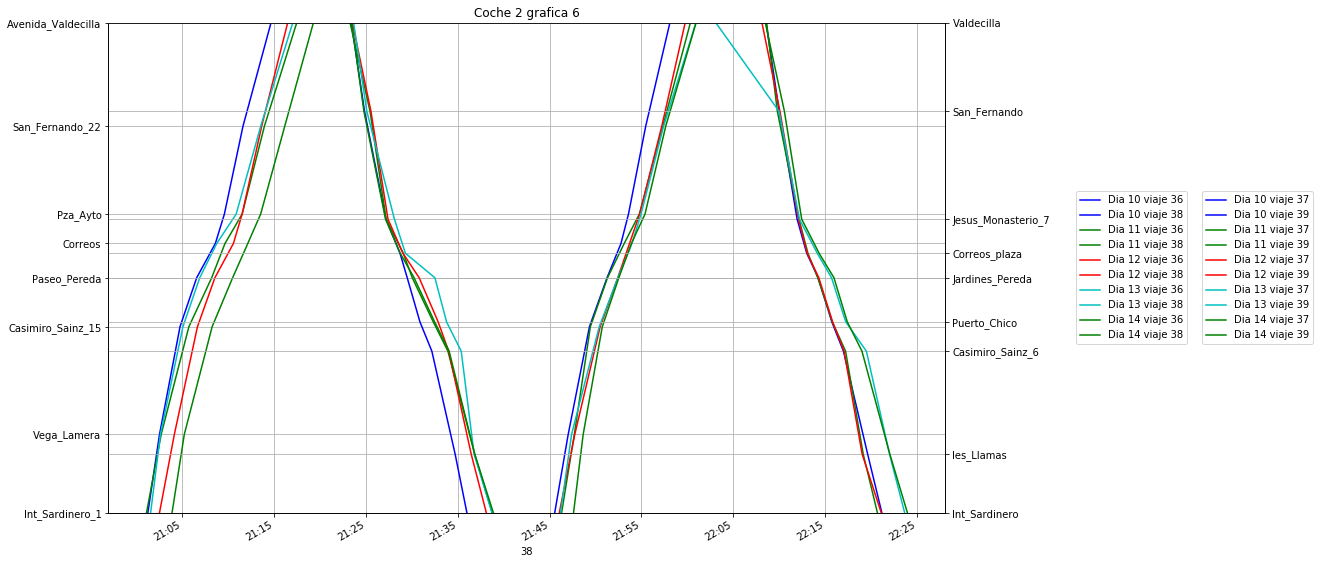 Coche 2 grafica 6
Avenida_Valdecilla
San_Fernando_22
Pza_Ayto
Correos
Paseo_Pereda
Casimiro_Sainz_15
Vega_Lamera
Int_Sardinero_1
Valdecilla
San_Fernando
Jesus_Monasterio_7
Correos_plaza
Jardines_Pereda
Puerto_Chico
Casimiro_Sainz_6
Ies_Llamas
Int_Sardinero
21:05
21:15
21:25
21:35
21:45
21:55
22:05
22:15
22:25
38
Dia 10 viaje 36
Dia 10 viaje 38
Dia 11 viaje 36
Dia 11 viaje 38
Dia 12 viaje 36
Dia 12 viaje 38
Dia 13 viaje 36
Dia 13 viaje 38
Dia 14 viaje 36
Dia 14 viaje 38
Dia 10 viaje 37
Dia 10 viaje 39
Dia 11 viaje 37
Dia 11 viaje 39
Dia 12 viaje 37
Dia 12 viaje 39
Dia 13 viaje 37
Dia 13 viaje 39
Dia 14 viaje 37
Dia 14 viaje 39